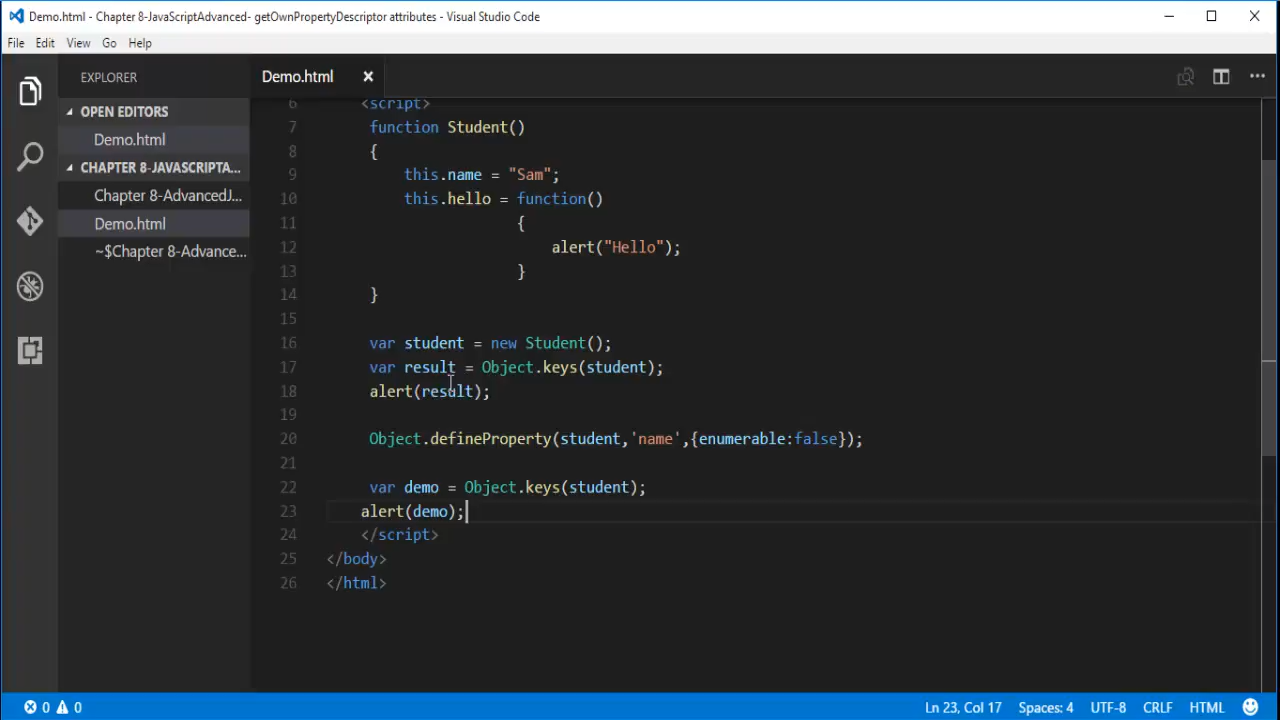 Demo.html - Chapter 8-JavaScriptAdvanced- getOwnPropertyDescriptor attributes - Visual Studio Code
File Edit View Go Help
EXPLORER
Demo.html
OPEN EDITORS
Demo.html
CHAPTER 8-JAVASCRIPTA...
Chapter 8-AdvancedJ...
Demo.html
~$Chapter 8-Advance...
6 <script>
7 function Student()
8 {
9 this.name = "Sam";
10 this.hello = function()
11 {
12 alert("Hello");
13 }
14 }
15
16 var student = new Student();
17 var result = Object.keys(student);
18 alert(result);
19
20 Object.defineProperty(student,'name',{enumerable:false});
21
22 var demo = Object.keys(student);
23 alert(demo);
24 </script>
25 </body>
26 </html>
0 0 Ln 23, Col 17 Spaces: 4 UTF-8 CRLF HTML